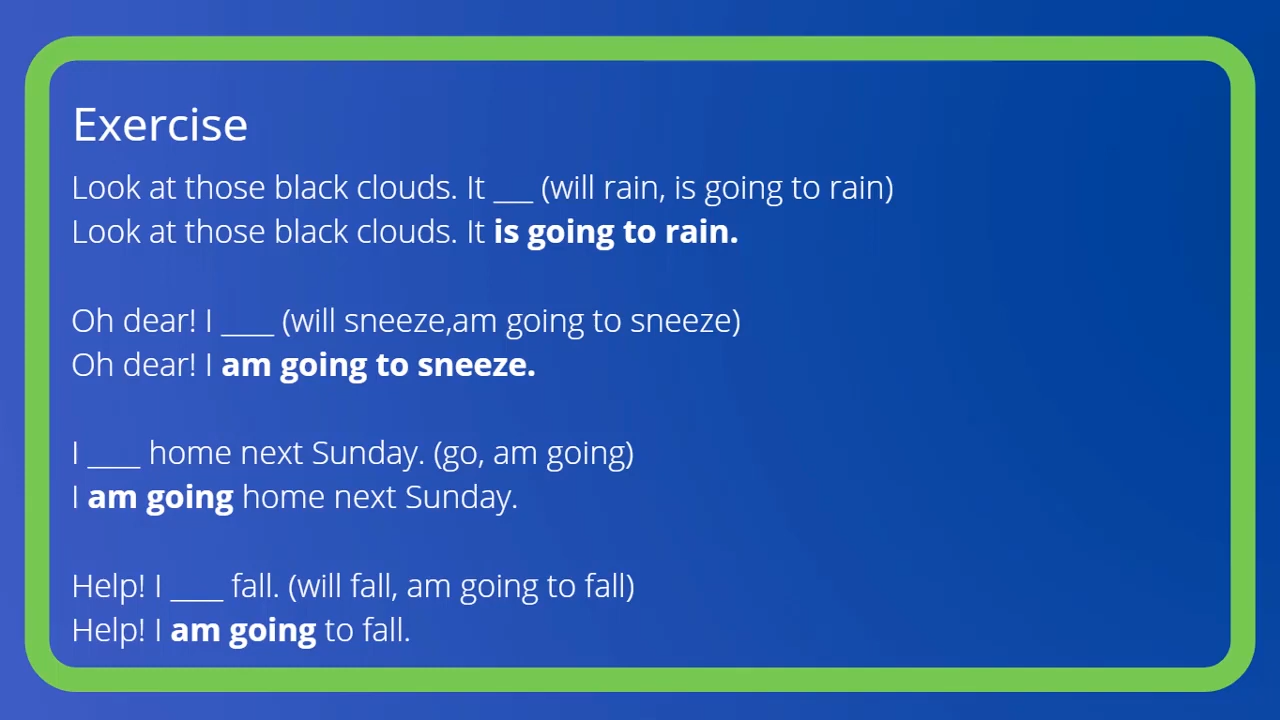 Exercise
Look at those black clouds. It ___ (will rain, is going to rain)
Look at those black clouds. It is going to rain.
Oh dear! I ____ (will sneeze,am going to sneeze)
Oh dear! I am going to sneeze.
I ____ home next Sunday. (go, am going)
I am going home next Sunday.
Help! I ____ fall. (will fall, am going to fall)
Help! I am going to fall.